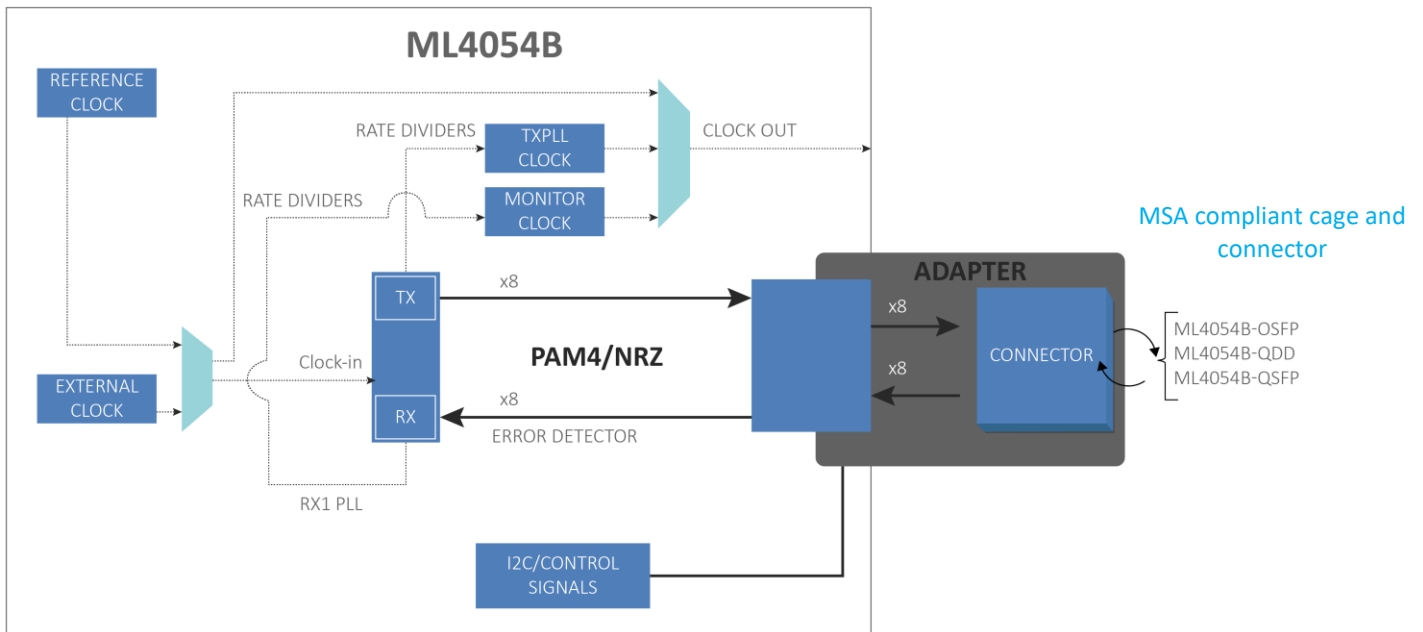 ML4054B
REFERENCE
CLOCK
RATE DIVIDERS
TXPLL
CLOCK
CLOCK OUT
RATE DIVIDERS
MONITOR
CLOCK
MSA compliant cage and
connector
ADAPTER
TX
x8
x8
PAM4/NRZ
CONNECTOR
ML4054B-OSFP
ML4054B-QDD
ML4054B-QSFP
Clock-in
x8
EXTERNAL
CLOCK
RX
x8
ERROR DETECTOR
RX1 PLL
I2C/CONTROL
SIGNALS